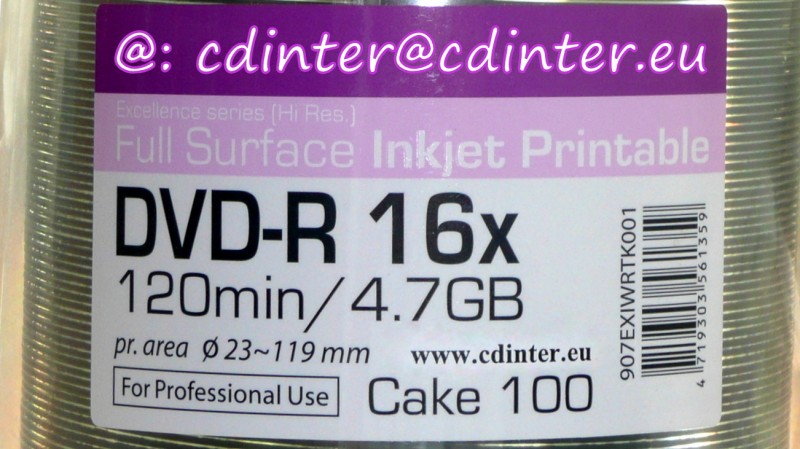 @: cdinter@cdinter.eu
Excellence series (Hi Res.)
Full Surface Inkjet Printable
DVD-R 16x
120min/4.7GB
pr. area Ø 23~119 mm
www.cdinter.eu
For Professional Use
Cake 100
907EXIWRTK001
4 719303 561359